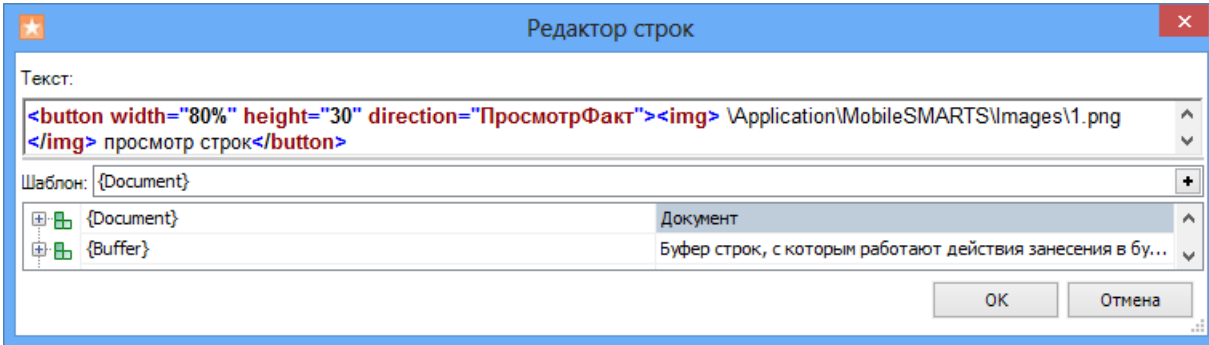 Редактор строк
Текст:
<button width="80%" height="30" direction="ПросмотрФакт"><img> \Application\MobileSMARTS\Images\1.png
</img> просмотр строк</button>
Шаблон: {Document}
{Document} Документ
{Buffer} Буфер строк, с которым работают действия занесения в бу...
ОК Отмена